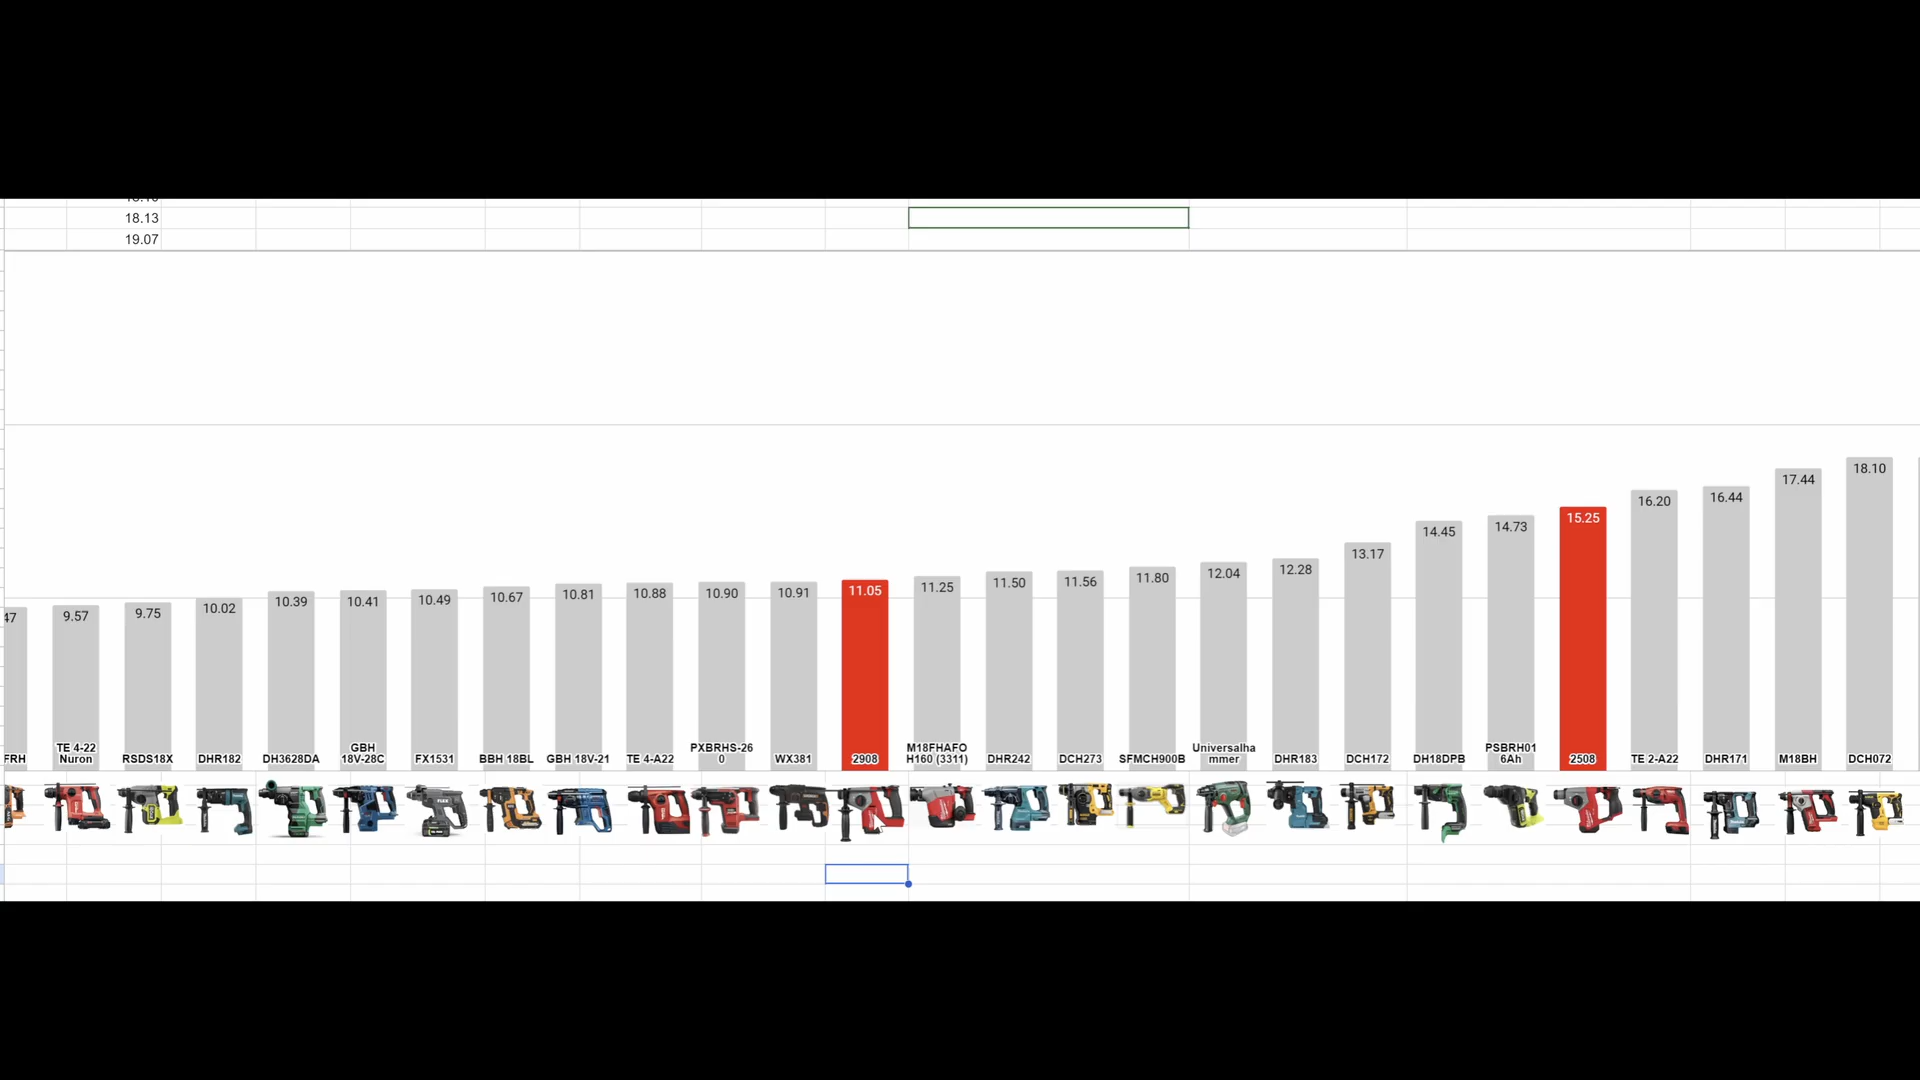 18.13
19.07
47
9.57
9.75
10.02
10.39
10.41
10.49
10.67
10.81
10.88
10.90
10.91
11.05
11.25
11.50
11.56
11.80
12.04
12.28
13.17
14.45
14.73
15.25
16.20
16.44
17.44
18.10
FRH
TE 4-22
Nuron
RSDS18X
DHR182
DH3628DA
GBH
18V-28C
FX1531
BBH 18BL
GBH 18V-21
TE 4-A22
PXBRHS-26
0
WX381
2908
M18FHAFO
H160 (3311)
DHR242
DCH273
SFMCH900B
Universalha
mmer
DHR183
DCH172
DH18DPB
PSBRH01
6Ah
2508
TE 2-A22
DHR171
M18BH
DCH072